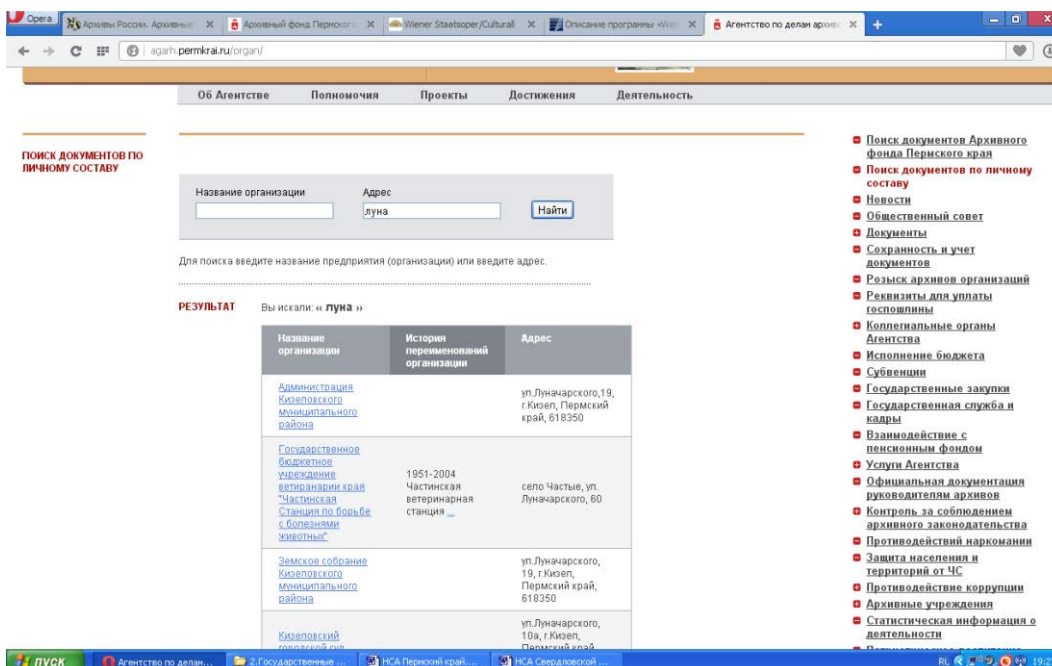 Opera
Архивы России. Архивные
Архивный фонд Пермского
Wiener Staatsoper/Cultural
Описание программы «Wie
Агентство по делам архив
agarh.permkrai.ru/organ/
Об Агентстве Полномочия Проекты Достижения Деятельность
ПОИСК ДОКУМЕНТОВ ПО
ЛИЧНОМУ СОСТАВУ
Название организации Адрес
луна Найти
Для поиска введите название предприятия (организации) или введите адрес.
РЕЗУЛЬТАТ Вы искали: «луна»
Название
организации
История
переименований
организации
Адрес
Администрация
Кизеловского
муниципального
района
ул.Луначарского,19,
г.Кизел, Пермский
край, 618350
Государственное
бюджетное
учреждение
ветиранарии края
"Частинская
Станция по борьбе
с болезнями
животных"
1951-2004
Частинская
ветеринарная
станция ...
село Частые, ул.
Луначарского, 60
Земское собрание
Кизеловского
муниципального
района
ул.Луначарского,
19, г.Кизел,
Пермский край,
618350
Кизеловский
городской суд
ул.Луначарского,
10а, г.Кизел,
Пермский край
Поиск документов Архивного
фонда Пермского края
Поиск документов по личному
составу
Новости
Общественный совет
Документы
Сохранность и учет
документов
Розыск архивов организаций
Реквизиты для уплаты
госпошлины
Коллегиальные органы
Агентства
Исполнение бюджета
Субвенции
Государственные закупки
Государственная служба и
кадры
Взаимодействие с
пенсионным фондом
Услуги Агентства
Официальная документация
руководителям архивов
Контроль за соблюдением
архивного законодательства
Противодействий наркомании
Защита населения и
территорий от ЧС
Противодействие коррупции
Архивные учреждения
Статистическая информация о
деятельности
пуск
Агентство по делам...
2.Государственные ...
НСА Пермский край....
НСА Свердловской ...
RL